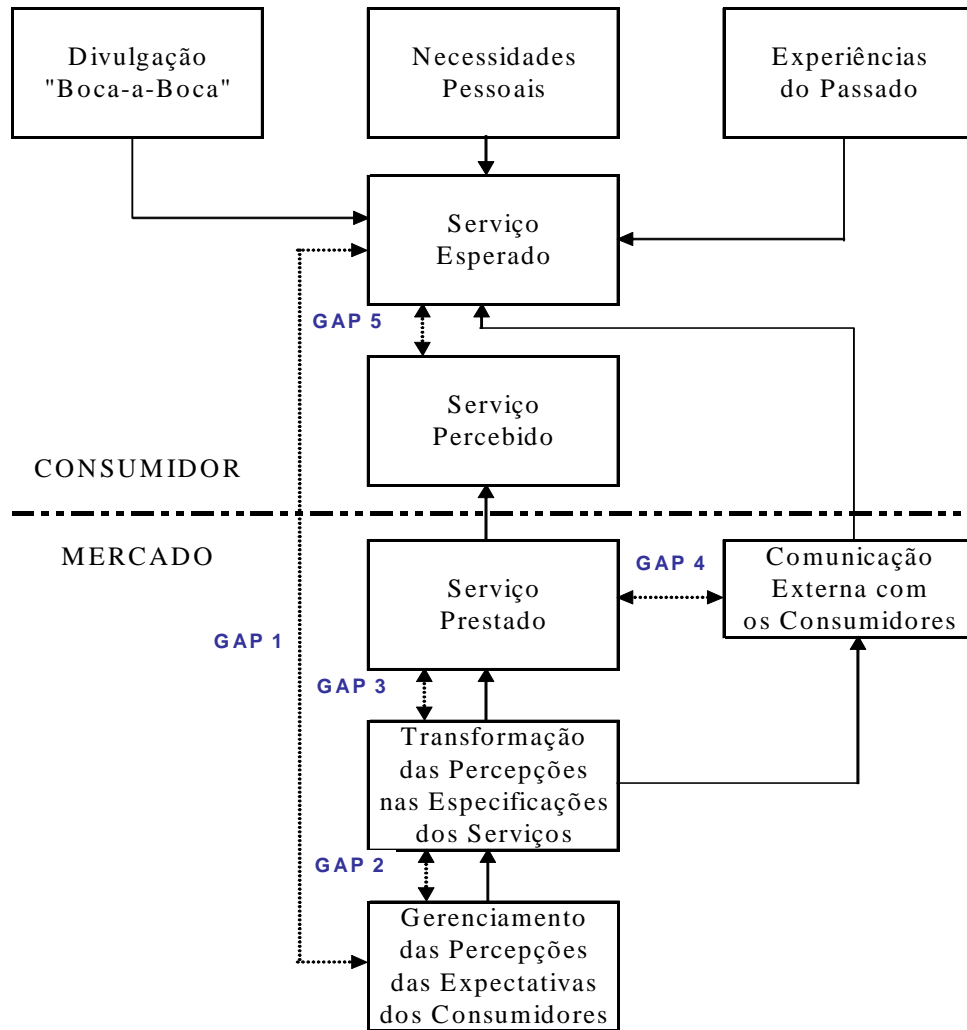 Divulgação
"Boca-a-Boca"
Necessidades
Pessoais
Experiências
do Passado
Serviço
Esperado
GAP 5
Serviço
Percebido
CONSUMIDOR
MERCADO
Serviço
Prestado
GAP 4
Comunicação
Externa com
os Consumidores
GAP 1
GAP 3
Transformação
das Percepções
nas Especificações
dos Serviços
GAP 2
Gerenciamento
das Percepções
das Expectativas
dos Consumidores